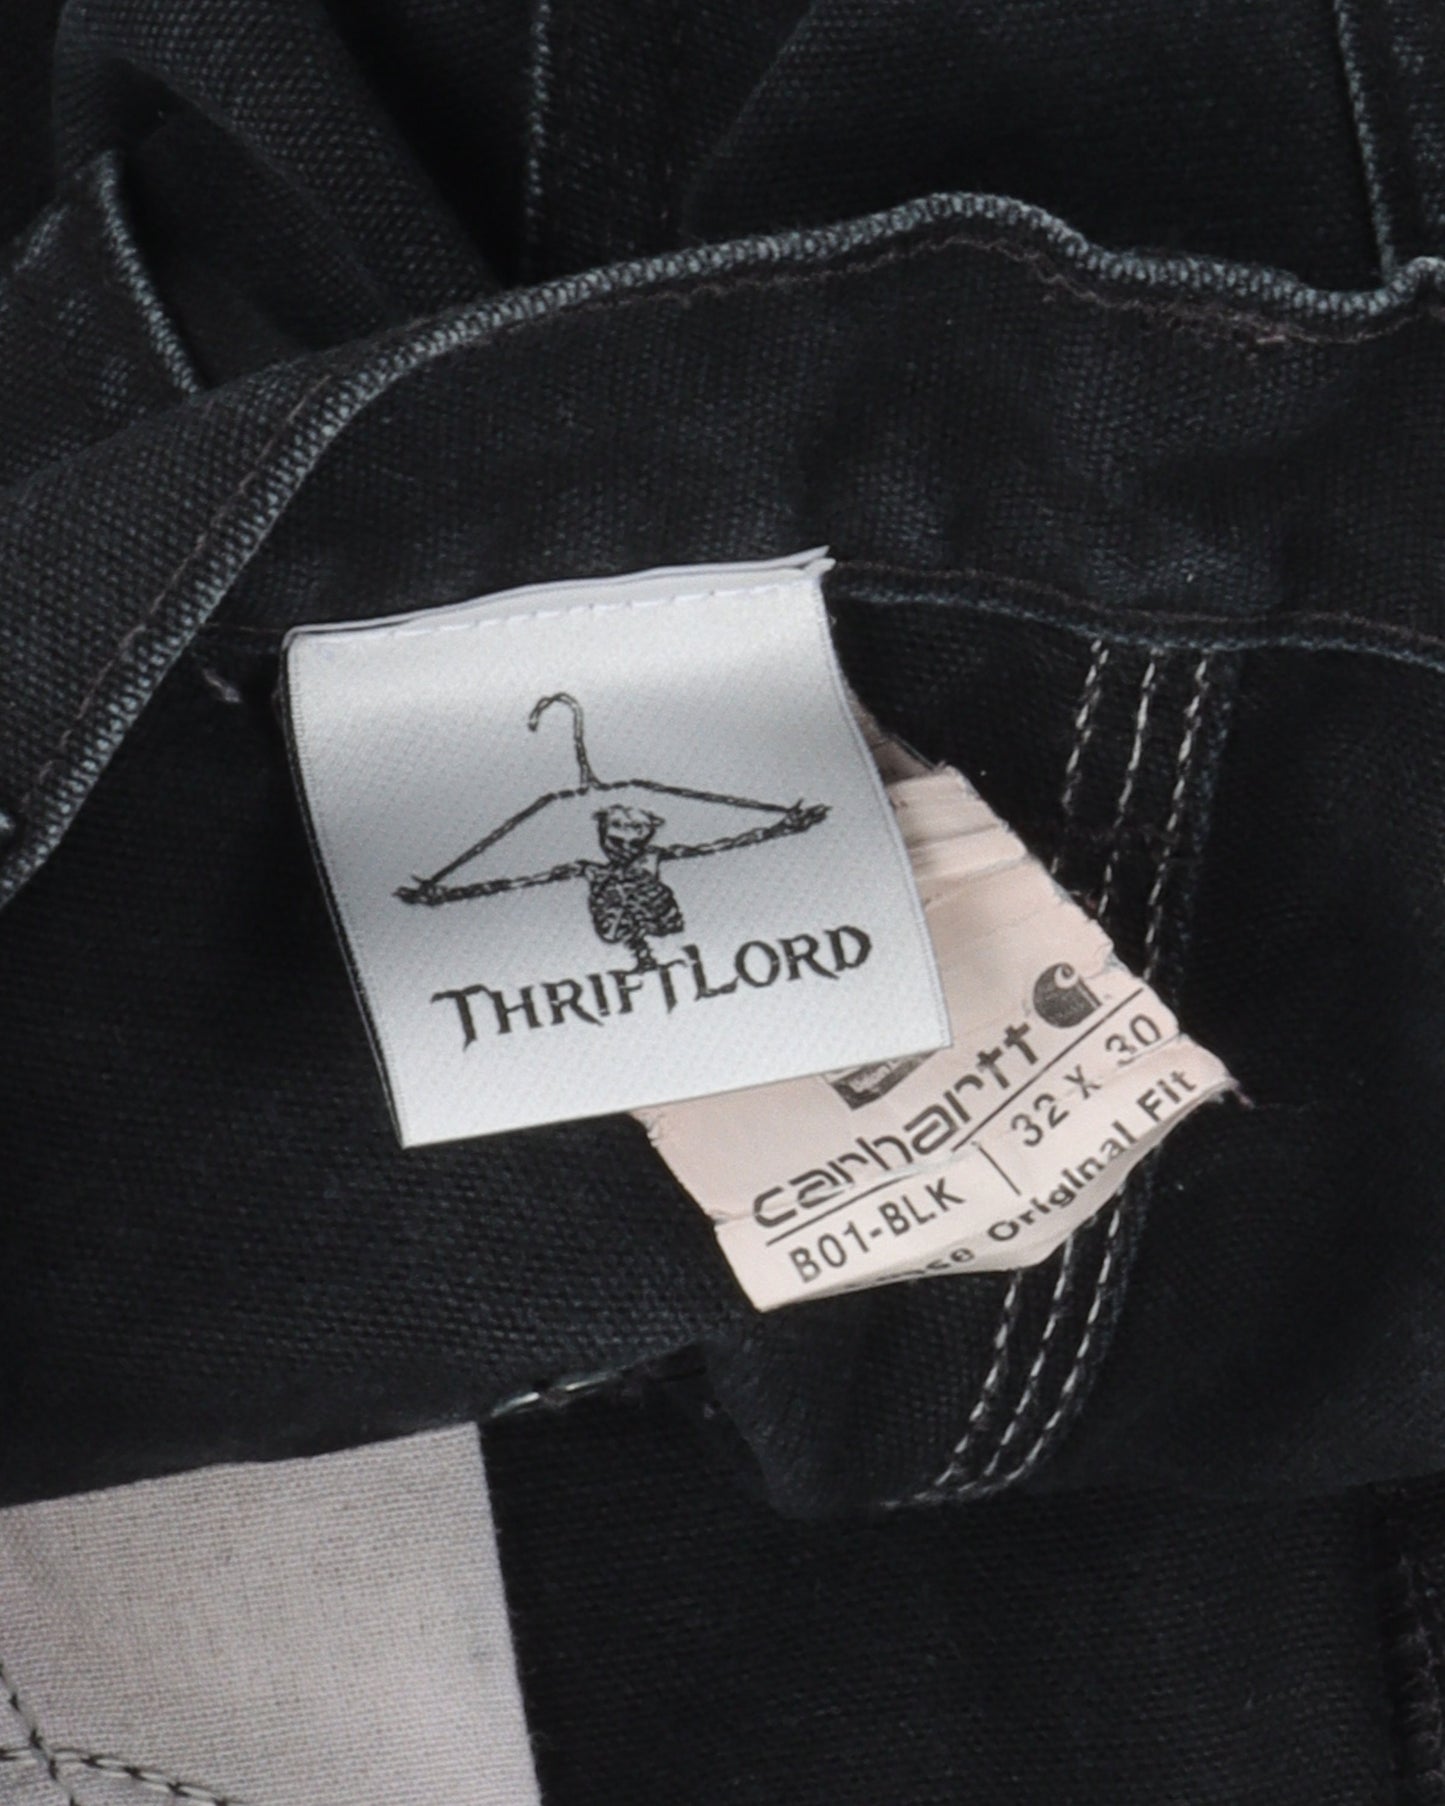 THRIFTLORD
carhartt
B01-BLK | 32 X 30
Original Fit